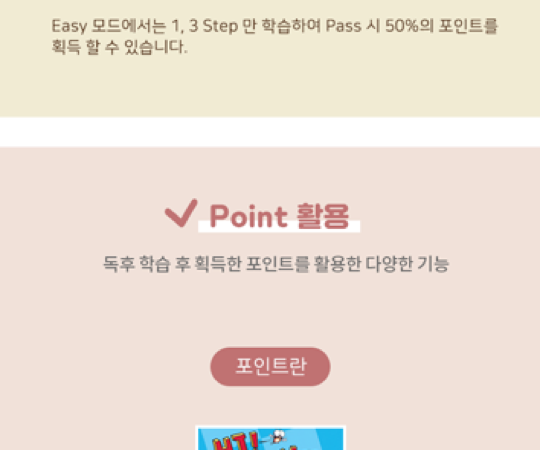 Easy 모드에서는 1, 3 Step 만 학습하여 Pass 시 50%의 포인트를
획득 할 수 있습니다.
Point 활용
독후 학습 후 획득한 포인트를 활용한 다양한 기능
포인트란
HI!